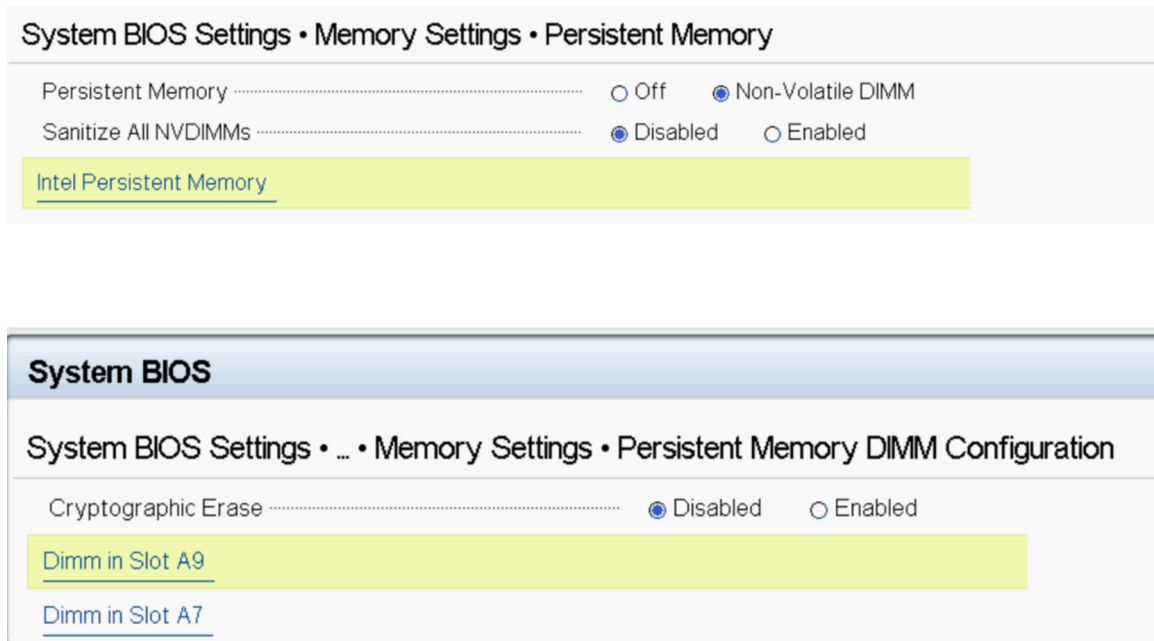 System BIOS Settings • Memory Settings • Persistent Memory
Persistent Memory Off Non-Volatile DIMM
Sanitize All NVDIMMs Disabled Enabled
Intel Persistent Memory
System BIOS
System BIOS Settings • ... • Memory Settings • Persistent Memory DIMM Configuration
Cryptographic Erase Disabled Enabled
Dimm in Slot A9
Dimm in Slot A7